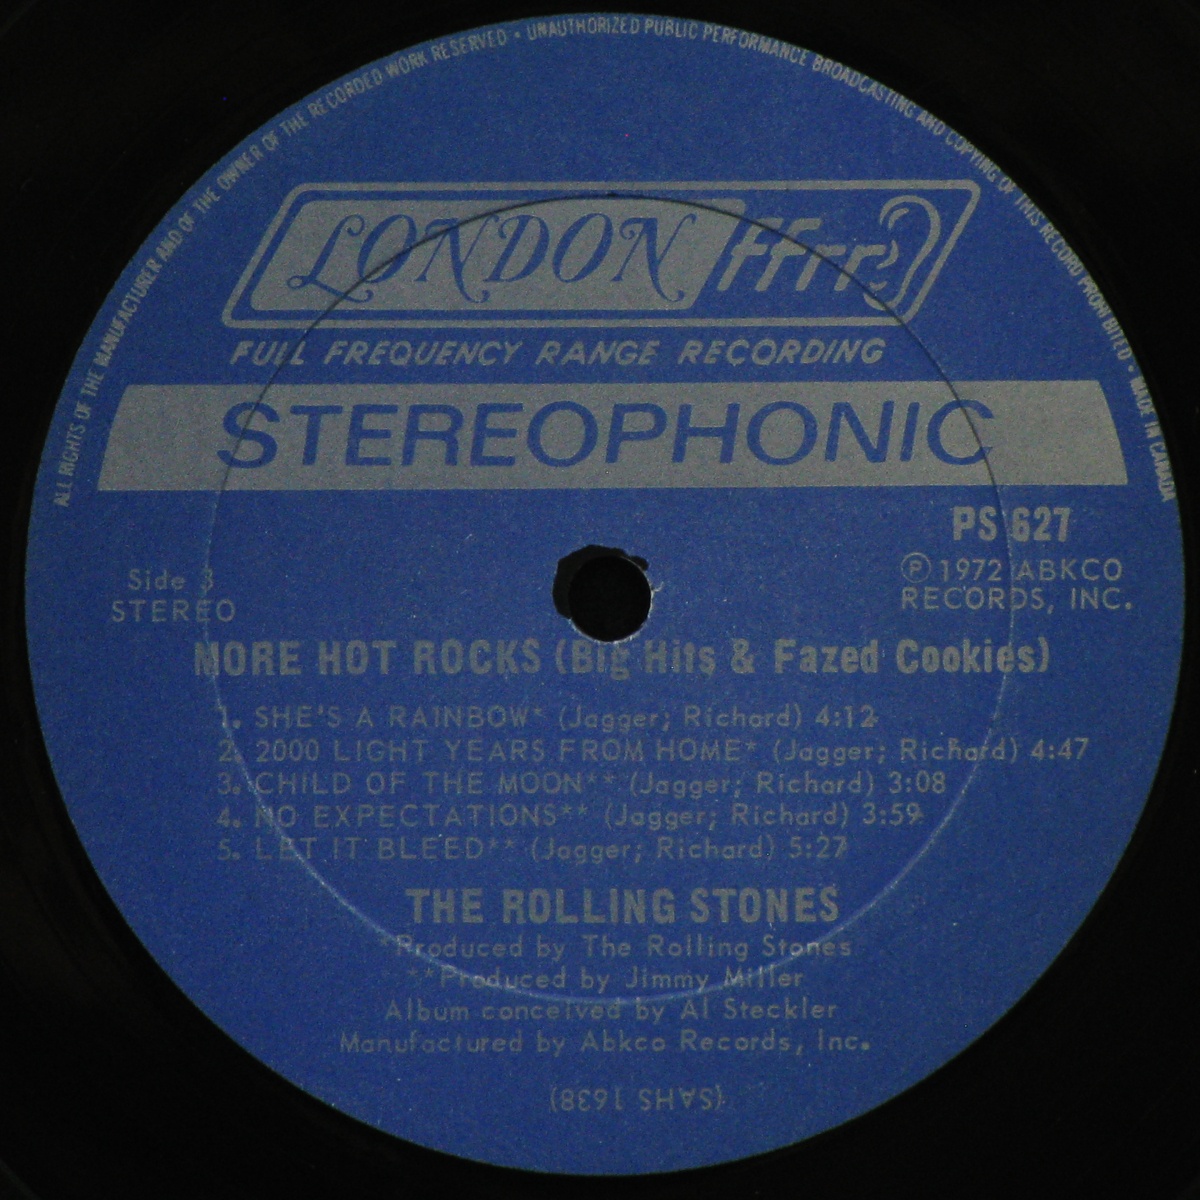 ALL RIGHTS OF THE MANUFACTURER AND OF THE OWNER OF THE RECORDED WORK RESERVED • UNAUTHORIZED PUBLIC PERFORMANCE BROADCASTING AND COPYING OF THIS RECORD PROHIBITED • MADE IN CANADA
LONDON ffrr
FULL FREQUENCY RANGE RECORDING
STEREOPHONIC
PS 627
Side 3
STEREO
℗ 1972 ABKCO
RECORDS, INC.
MORE HOT ROCKS (Big Hits & Fazed Cookies)
1. SHE'S A RAINBOW* (Jagger; Richard) 4:12
2. 2000 LIGHT YEARS FROM HOME* (Jagger; Richard) 4:47
3. CHILD OF THE MOON** (Jagger; Richard) 3:08
4. NO EXPECTATIONS** (Jagger; Richard) 3:59
5. LET IT BLEED** (Jagger; Richard) 5:27
THE ROLLING STONES
*Produced by The Rolling Stones
**Produced by Jimmy Miller
Album conceived by Al Steckler
Manufactured by Abkco Records, Inc.
(SAHS 1638)